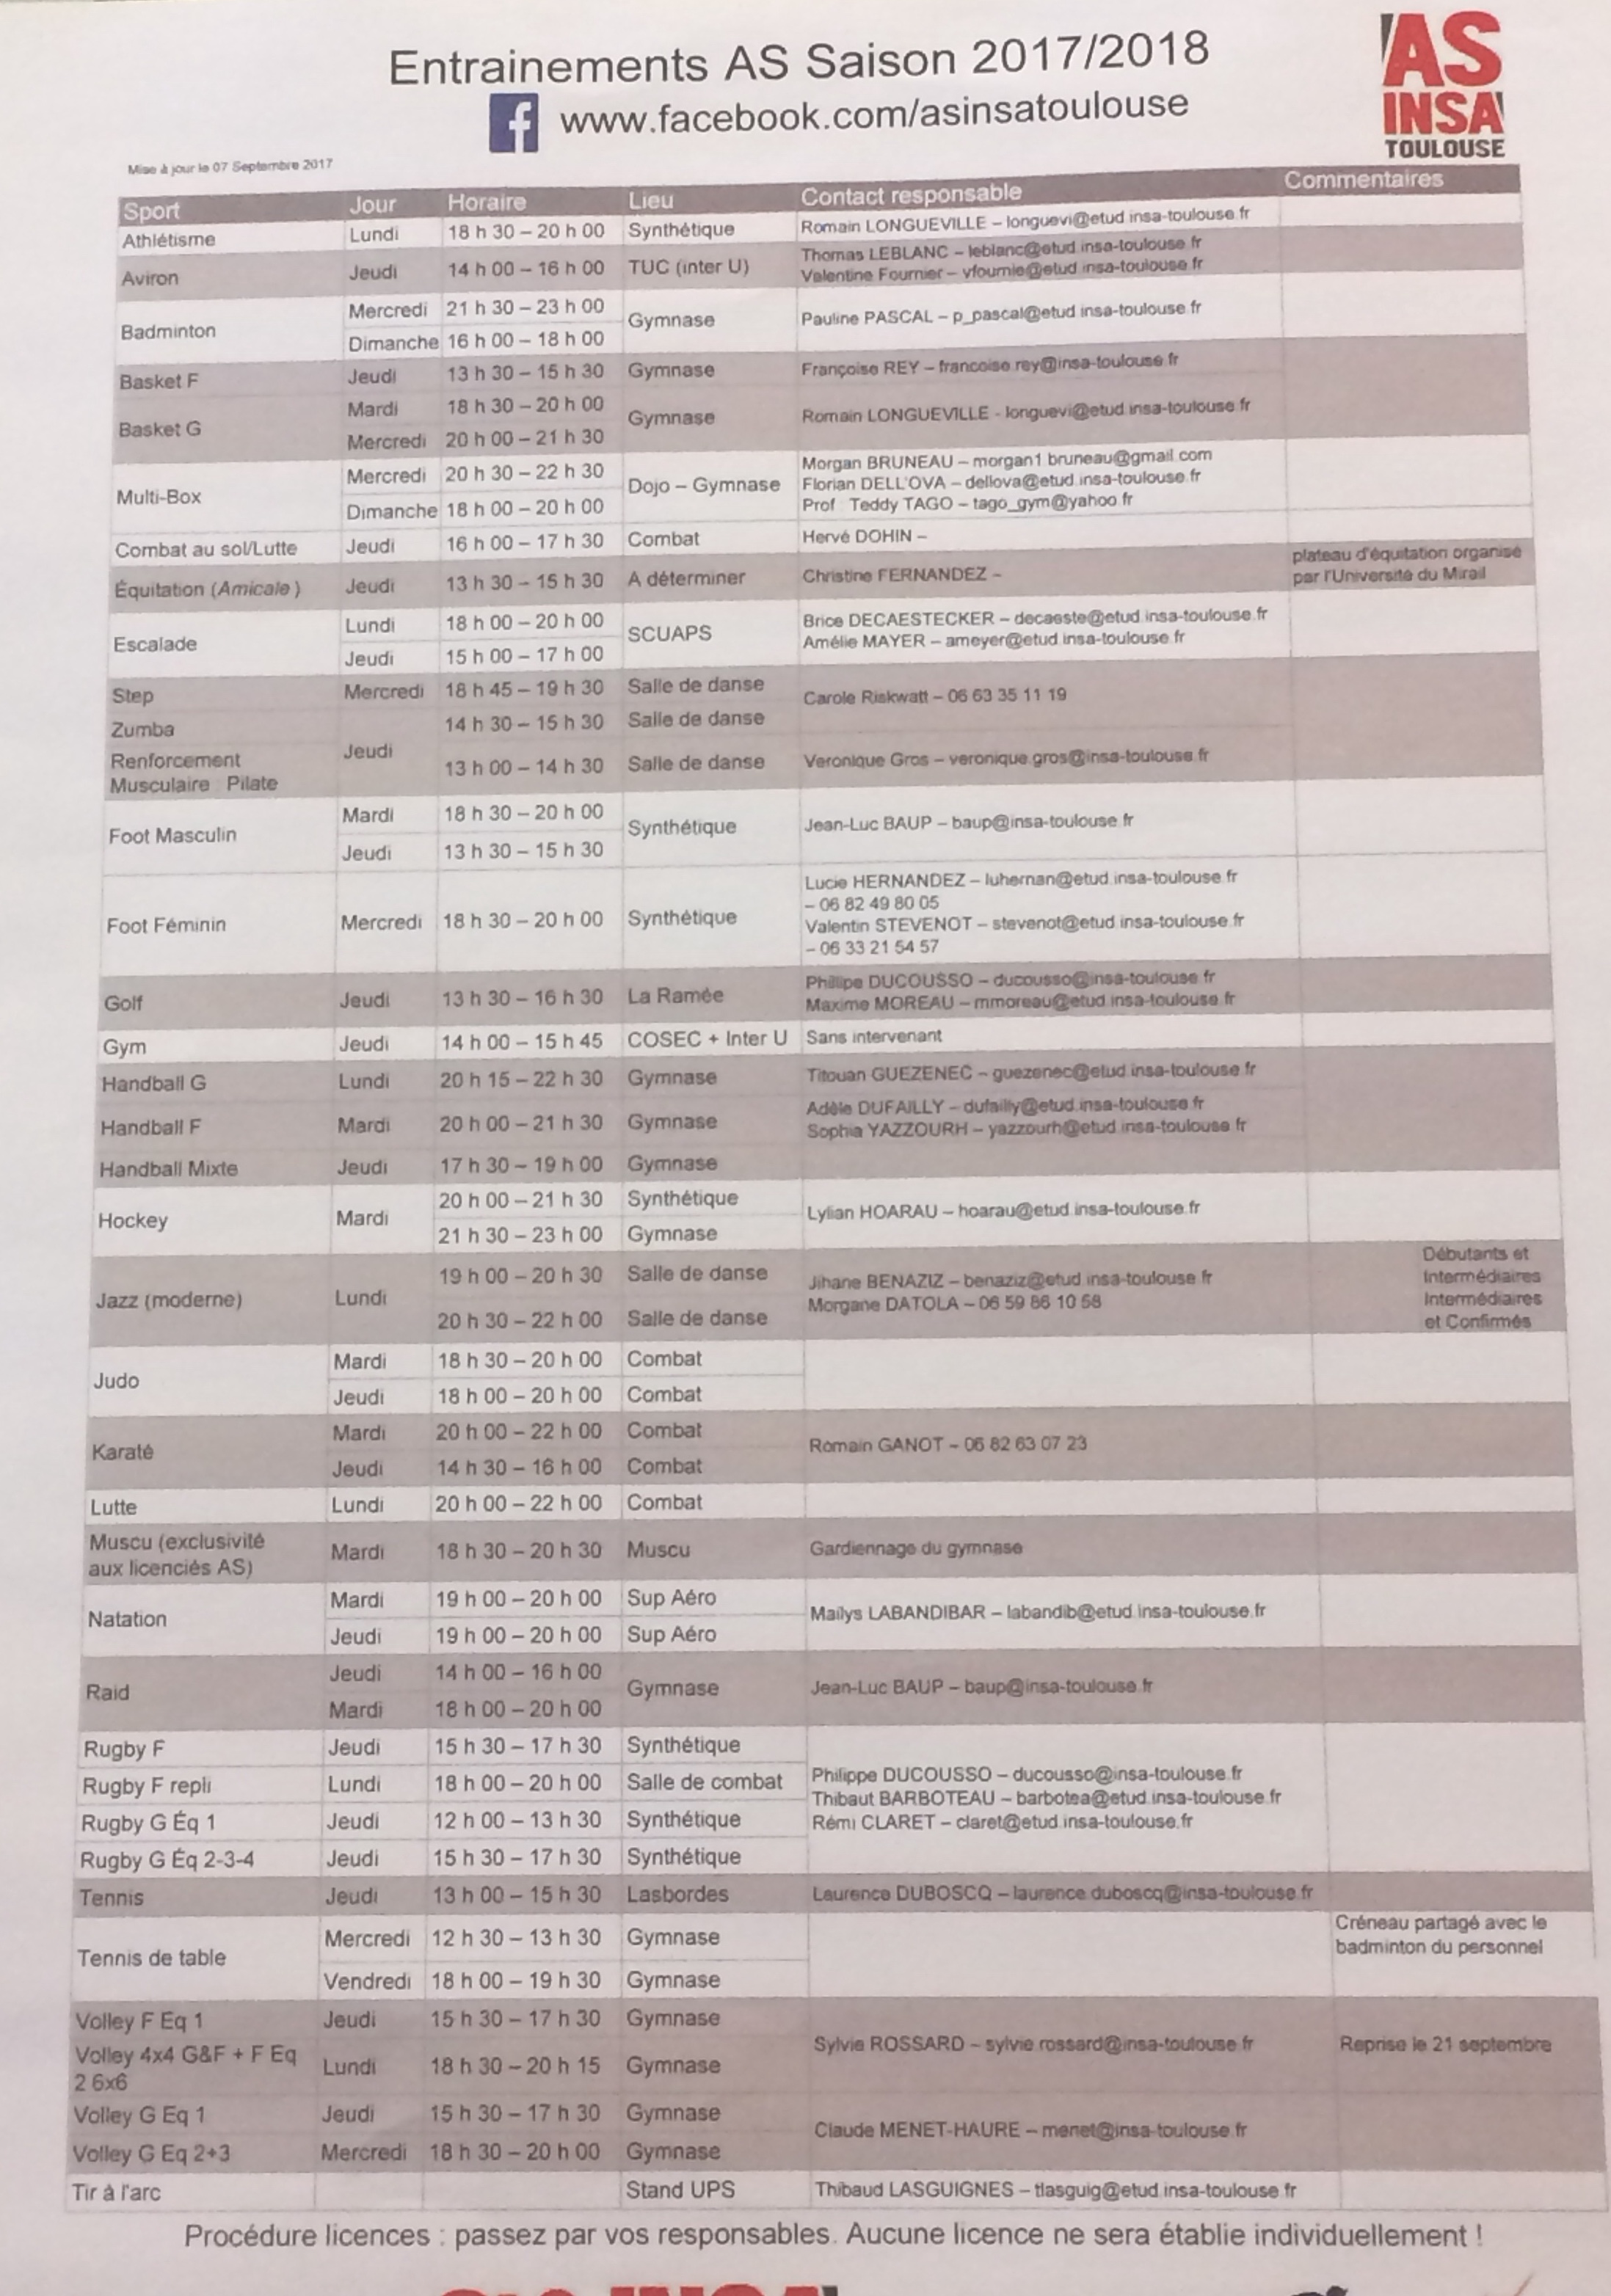 Entrainements AS Saison 2017/2018
www.facebook.com/asinsatoulouse
AS
INSA
TOULOUSE
Mise à jour le 07 Septembre 2017
Sport Jour Horaire Lieu Contact responsable Commentaires
Athlétisme Lundi 18 h 30 – 20 h 00 Synthétique Romain LONGUEVILLE – longuevi@etud.insa-toulouse.fr
Aviron Jeudi 14 h 00 – 16 h 00 TUC (inter U) Thomas LEBLANC – leblanc@etud.insa-toulouse.fr
Valentine Fournier – vfournie@etud.insa-toulouse.fr
Badminton Mercredi 21 h 30 – 23 h 00 Gymnase Pauline PASCAL – p_pascal@etud.insa-toulouse.fr
Dimanche 16 h 00 – 18 h 00
Basket F Jeudi 13 h 30 – 15 h 30 Gymnase Françoise REY – francoise.rey@insa-toulouse.fr
Basket G Mardi 18 h 30 – 20 h 00 Gymnase Romain LONGUEVILLE - longuevi@etud.insa-toulouse.fr
Mercredi 20 h 00 – 21 h 30
Multi-Box Mercredi 20 h 30 – 22 h 30 Dojo – Gymnase Morgan BRUNEAU – morgan1.bruneau@gmail.com
Florian DELL'OVA – dellova@etud.insa-toulouse.fr
Dimanche 18 h 00 – 20 h 00 Prof : Teddy TAGO – tago_gym@yahoo.fr
Combat au sol/Lutte Jeudi 16 h 00 – 17 h 30 Combat Hervé DOHIN –
Équitation (Amicale) Jeudi 13 h 30 – 15 h 30 A déterminer Christine FERNANDEZ – plateau d'équitation organisé
par l'Université du Mirail
Escalade Lundi 18 h 00 – 20 h 00 SCUAPS Brice DECAESTECKER – decaeste@etud.insa-toulouse.fr
Jeudi 15 h 00 – 17 h 00 Amélie MAYER – ameyer@etud.insa-toulouse.fr
Step Mercredi 18 h 45 – 19 h 30 Salle de danse Carole Riskwatt – 06 63 35 11 19
Zumba Jeudi 14 h 30 – 15 h 30 Salle de danse
Renforcement
Musculaire : Pilate 13 h 00 – 14 h 30 Salle de danse Veronique Gros – veronique.gros@insa-toulouse.fr
Foot Masculin Mardi 18 h 30 – 20 h 00 Synthétique Jean-Luc BAUP – baup@insa-toulouse.fr
Jeudi 13 h 30 – 15 h 30
Foot Féminin Mercredi 18 h 30 – 20 h 00 Synthétique Lucie HERNANDEZ – luhernan@etud.insa-toulouse.fr
– 06 82 49 80 05
Valentin STEVENOT – stevenot@etud.insa-toulouse.fr
– 06 33 21 54 57
Golf Jeudi 13 h 30 – 16 h 30 La Ramée Philipe DUCOUSSO – ducousso@insa-toulouse.fr
Maxime MOREAU – mmoreau@etud.insa-toulouse.fr
Gym Jeudi 14 h 00 – 15 h 45 COSEC + Inter U Sans intervenant
Handball G Lundi 20 h 15 – 22 h 30 Gymnase Titouan GUEZENEC – guezenec@etud.insa-toulouse.fr
Handball F Mardi 20 h 00 – 21 h 30 Gymnase Adèle DUFAILLY – dufailly@etud.insa-toulouse.fr
Sophia YAZZOURH – yazzourh@etud.insa-toulouse.fr
Handball Mixte Jeudi 17 h 30 – 19 h 00 Gymnase
Hockey Mardi 20 h 00 – 21 h 30 Synthétique Lylian HOARAU – hoarau@etud.insa-toulouse.fr
21 h 30 – 23 h 00 Gymnase
Jazz (moderne) Lundi 19 h 00 – 20 h 30 Salle de danse Jihane BENAZIZ – benaziz@etud.insa-toulouse.fr Débutants et
Intermédiaires
20 h 30 – 22 h 00 Salle de danse Morgane DATOLA – 06 59 86 10 58 Intermédiaires
et Confirmés
Judo Mardi 18 h 30 – 20 h 00 Combat
Jeudi 18 h 00 – 20 h 00 Combat
Karaté Mardi 20 h 00 – 22 h 00 Combat Romain GANOT – 06 82 63 07 23
Jeudi 14 h 30 – 16 h 00 Combat
Lutte Lundi 20 h 00 – 22 h 00 Combat
Muscu (exclusivité
aux licenciés AS) Mardi 18 h 30 – 20 h 30 Muscu Gardiennage du gymnase
Natation Mardi 19 h 00 – 20 h 00 Sup Aéro Maïlys LABANDIBAR – labandib@etud.insa-toulouse.fr
Jeudi 19 h 00 – 20 h 00 Sup Aéro
Raid Jeudi 14 h 00 – 16 h 00 Gymnase Jean-Luc BAUP – baup@insa-toulouse.fr
Mardi 18 h 00 – 20 h 00
Rugby F Jeudi 15 h 30 – 17 h 30 Synthétique
Rugby F repli Lundi 18 h 00 – 20 h 00 Salle de combat Philippe DUCOUSSO – ducousso@insa-toulouse.fr
Thibaut BARBOTEAU – barbotea@etud.insa-toulouse.fr
Rugby G Éq 1 Jeudi 12 h 00 – 13 h 30 Synthétique Rémi CLARET – claret@etud.insa-toulouse.fr
Rugby G Éq 2-3-4 Jeudi 15 h 30 – 17 h 30 Synthétique
Tennis Jeudi 13 h 00 – 15 h 30 Lasbordes Laurence DUBOSCQ – laurence.duboscq@insa-toulouse.fr
Tennis de table Mercredi 12 h 30 – 13 h 30 Gymnase Créneau partagé avec le
badminton du personnel
Vendredi 18 h 00 – 19 h 30 Gymnase
Volley F Eq 1 Jeudi 15 h 30 – 17 h 30 Gymnase Sylvie ROSSARD – sylvie.rossard@insa-toulouse.fr Reprise le 21 septembre
Volley 4x4 G&F + F Eq
2 6x6 Lundi 18 h 30 – 20 h 15 Gymnase
Volley G Eq 1 Jeudi 15 h 30 – 17 h 30 Gymnase Claude MENET-HAURE – menet@insa-toulouse.fr
Volley G Eq 2+3 Mercredi 18 h 30 – 20 h 00 Gymnase
Tir à l'arc Stand UPS Thibaud LASGUIGNES – tlasguig@etud.insa-toulouse.fr
Procédure licences : passez par vos responsables. Aucune licence ne sera établie individuellement !